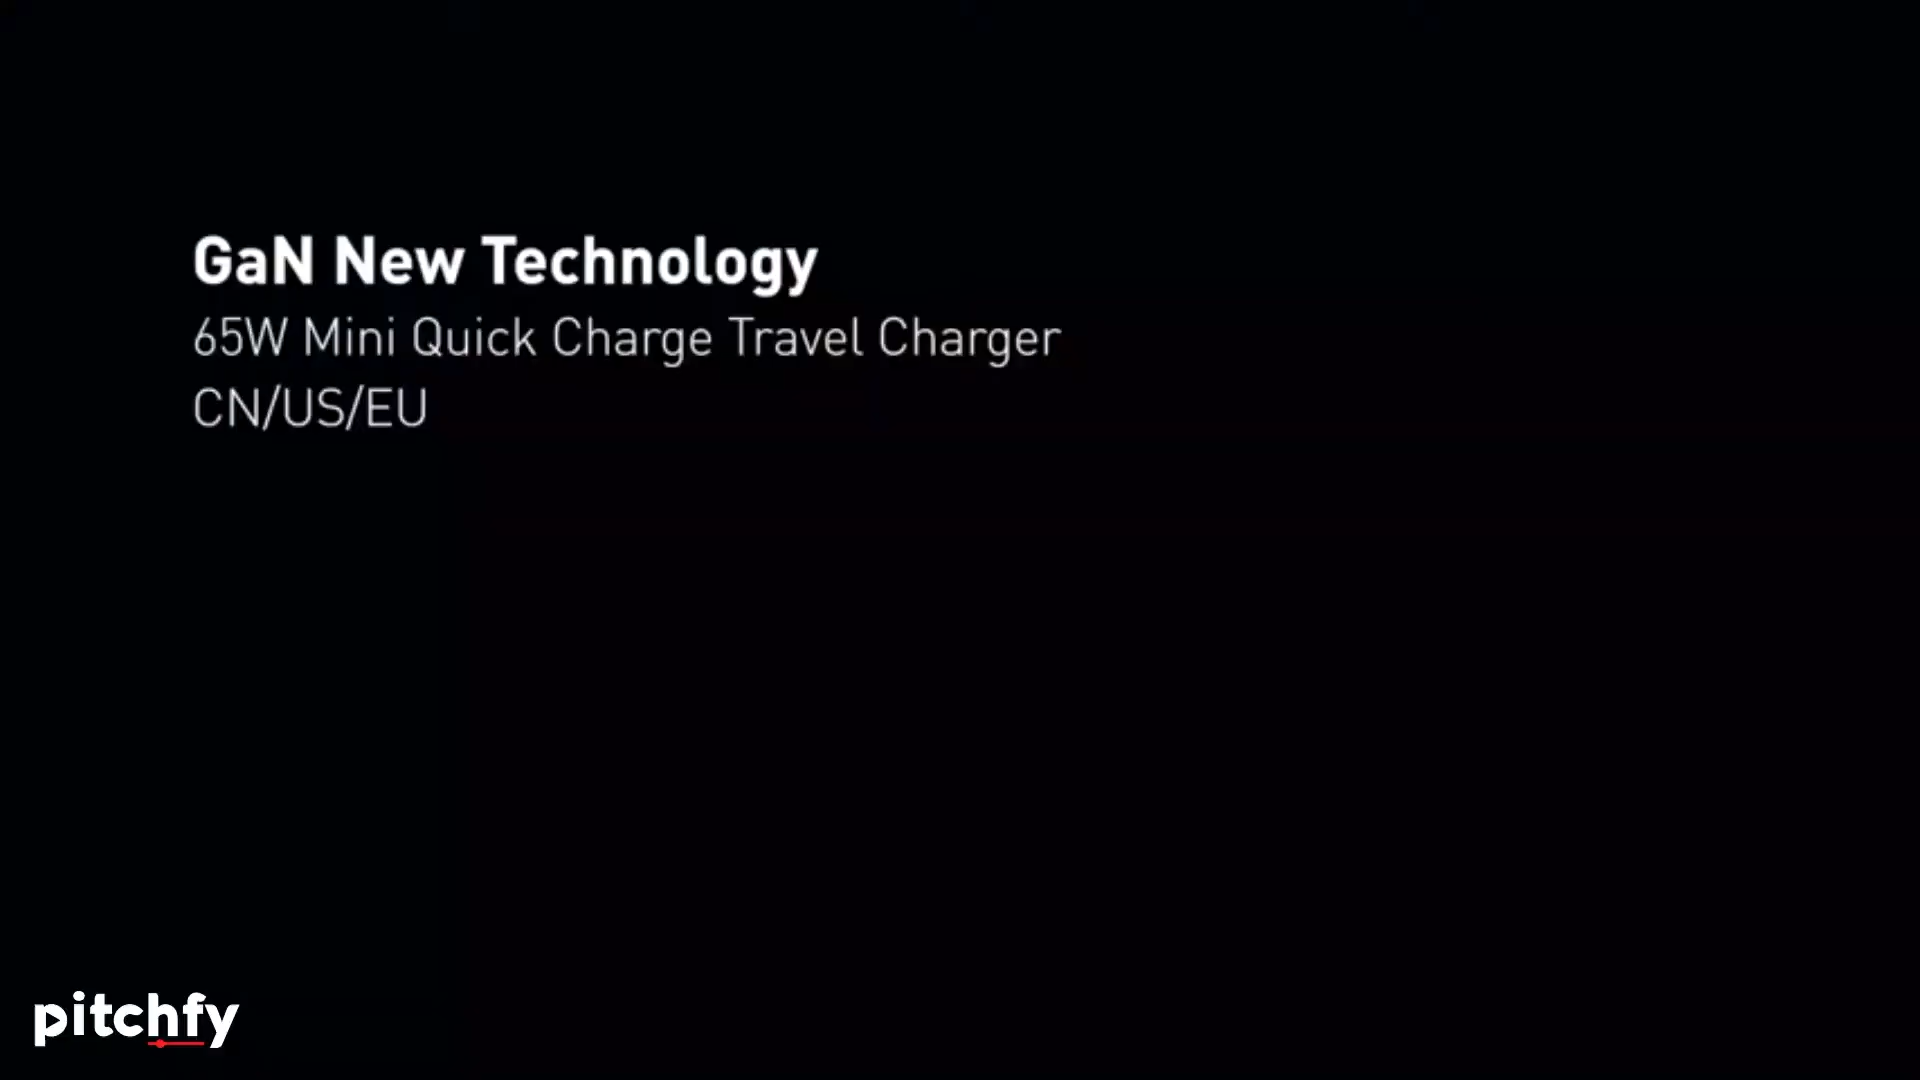 GaN New Technology
65W Mini Quick Charge Travel Charger
CN/US/EU
pitchfy